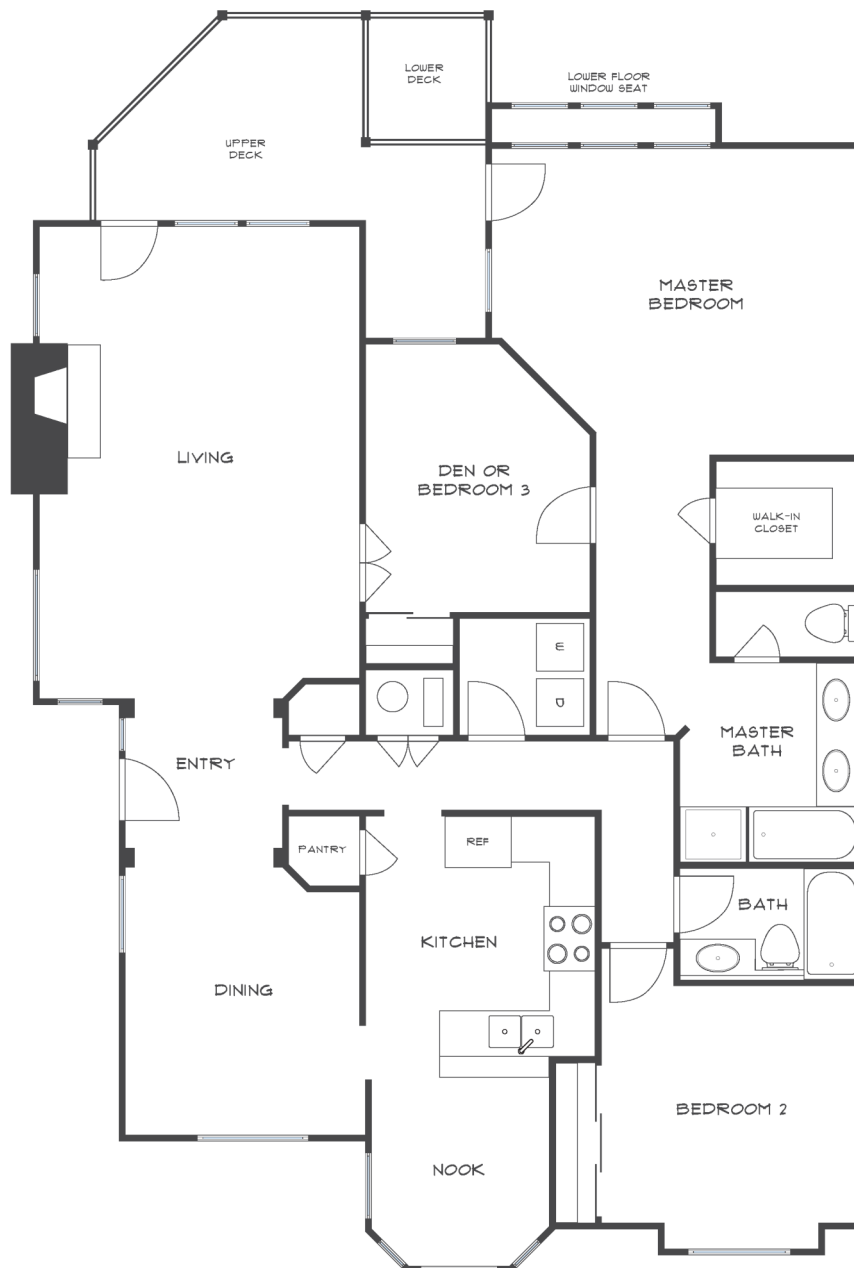 LOWER
DECK
LOWER FLOOR
WINDOW SEAT
UPPER
DECK
MASTER
BEDROOM
LIVING
DEN OR
BEDROOM 3
WALK-IN
CLOSET
W
D
MASTER
BATH
ENTRY
PANTRY
REF
BATH
KITCHEN
DINING
BEDROOM 2
NOOK